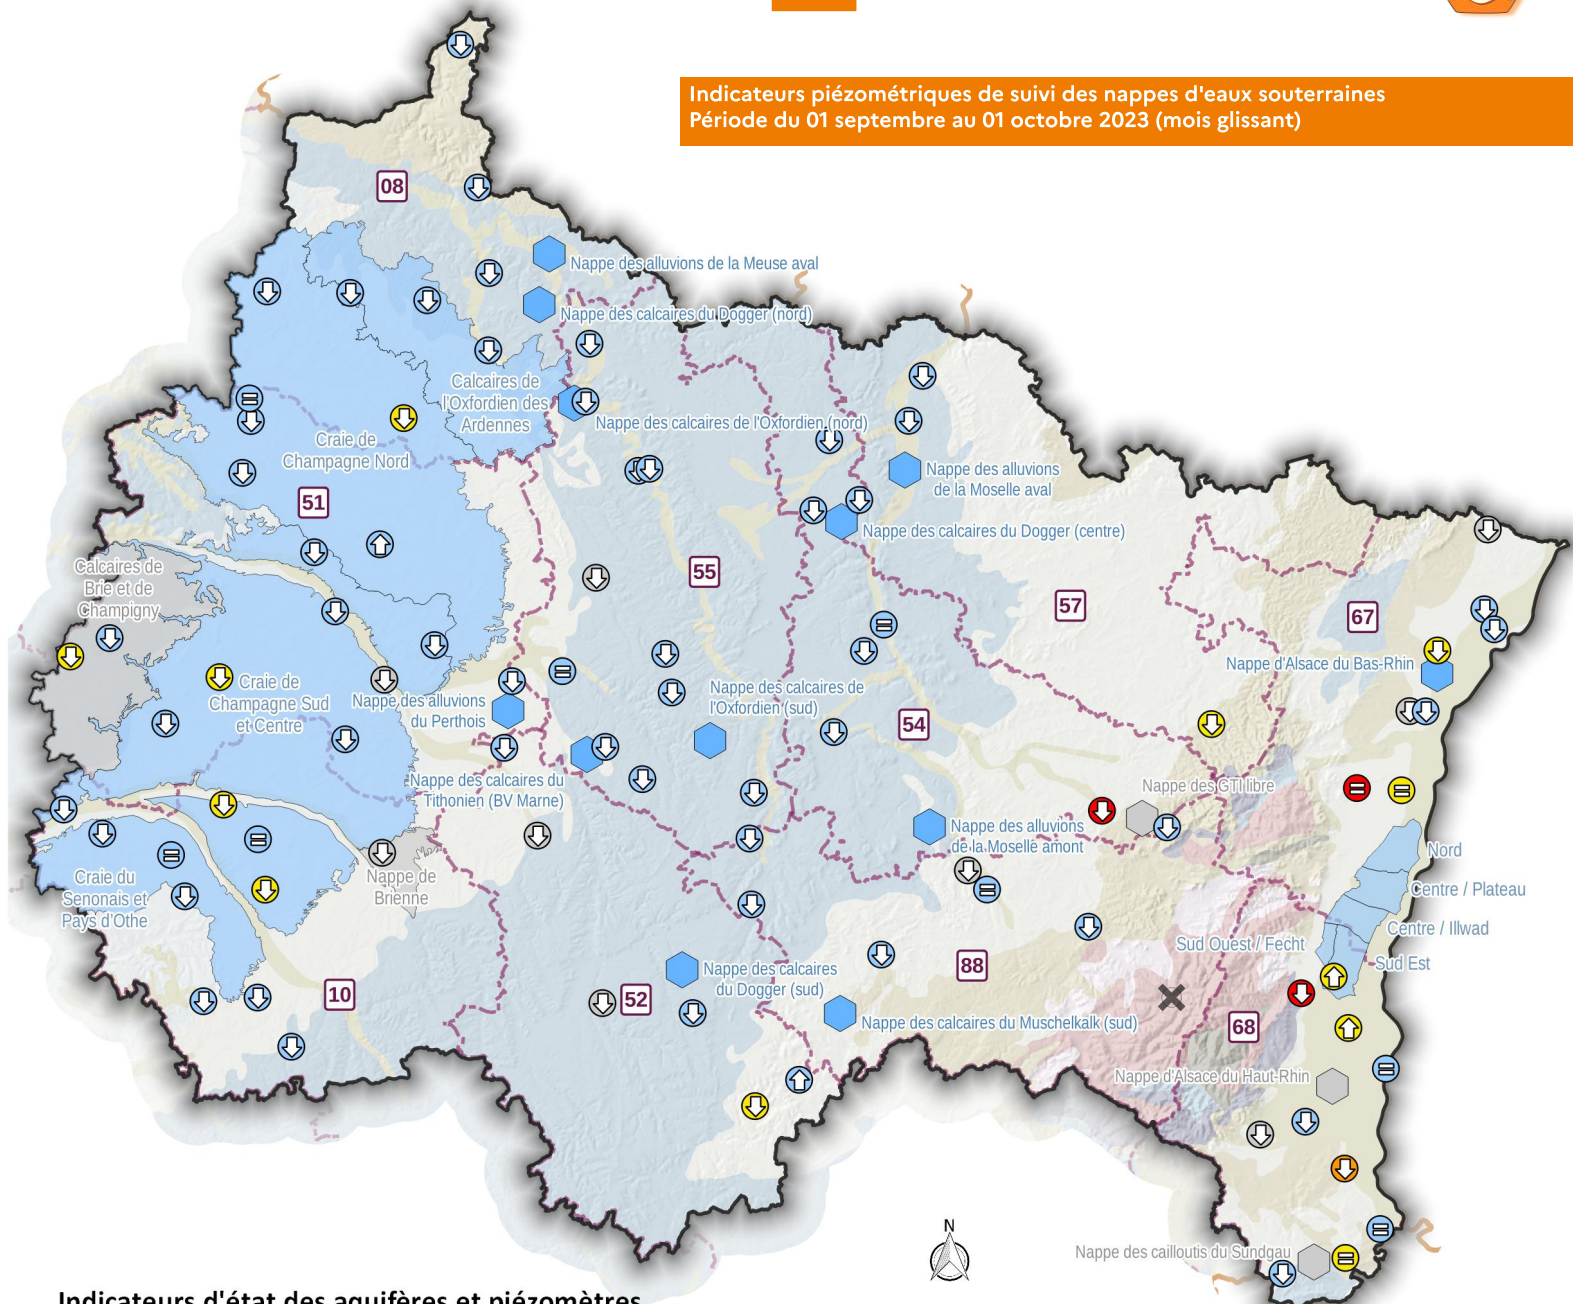 Indicateurs piézométriques de suivi des nappes d'eaux souterraines
Période du 01 septembre au 01 octobre 2023 (mois glissant)
08
Nappe des alluvions de la Meuse aval
Nappe des calcaires du Dogger (nord)
Calcaires de
l'Oxfordien des
Ardennes
Nappe des calcaires de l'Oxfordien (nord)
Craie de
Champagne Nord
Nappe des alluvions
de la Moselle aval
51
Nappe des calcaires du Dogger (centre)
Calcaires de
Brie et de
Champigny
55
57
67
Nappe d'Alsace du Bas-Rhin
Craie de
Champagne Sud
et Centre
Nappe des alluvions
du Perthois
Nappe des calcaires de
l'Oxfordien (sud)
54
Nappe des calcaires du
Tithonien (BV Marne)
Nappe des GTI libre
Nappe des alluvions
de la Moselle amont
Nord
Nappe de
Brienne
Craie du
Senonais et
Pays d'Othe
Centre / Plateau
Centre / Illwad
Sud Ouest / Fecht
Sud Est
88
Nappe des calcaires
du Dogger (sud)
10
52
Nappe des calcaires du Muschelkalk (sud)
68
Nappe d'Alsace du Haut-Rhin
N
Nappe des cailloutis du Sundgau
Indicateurs d'état des aquifères et piézomètres